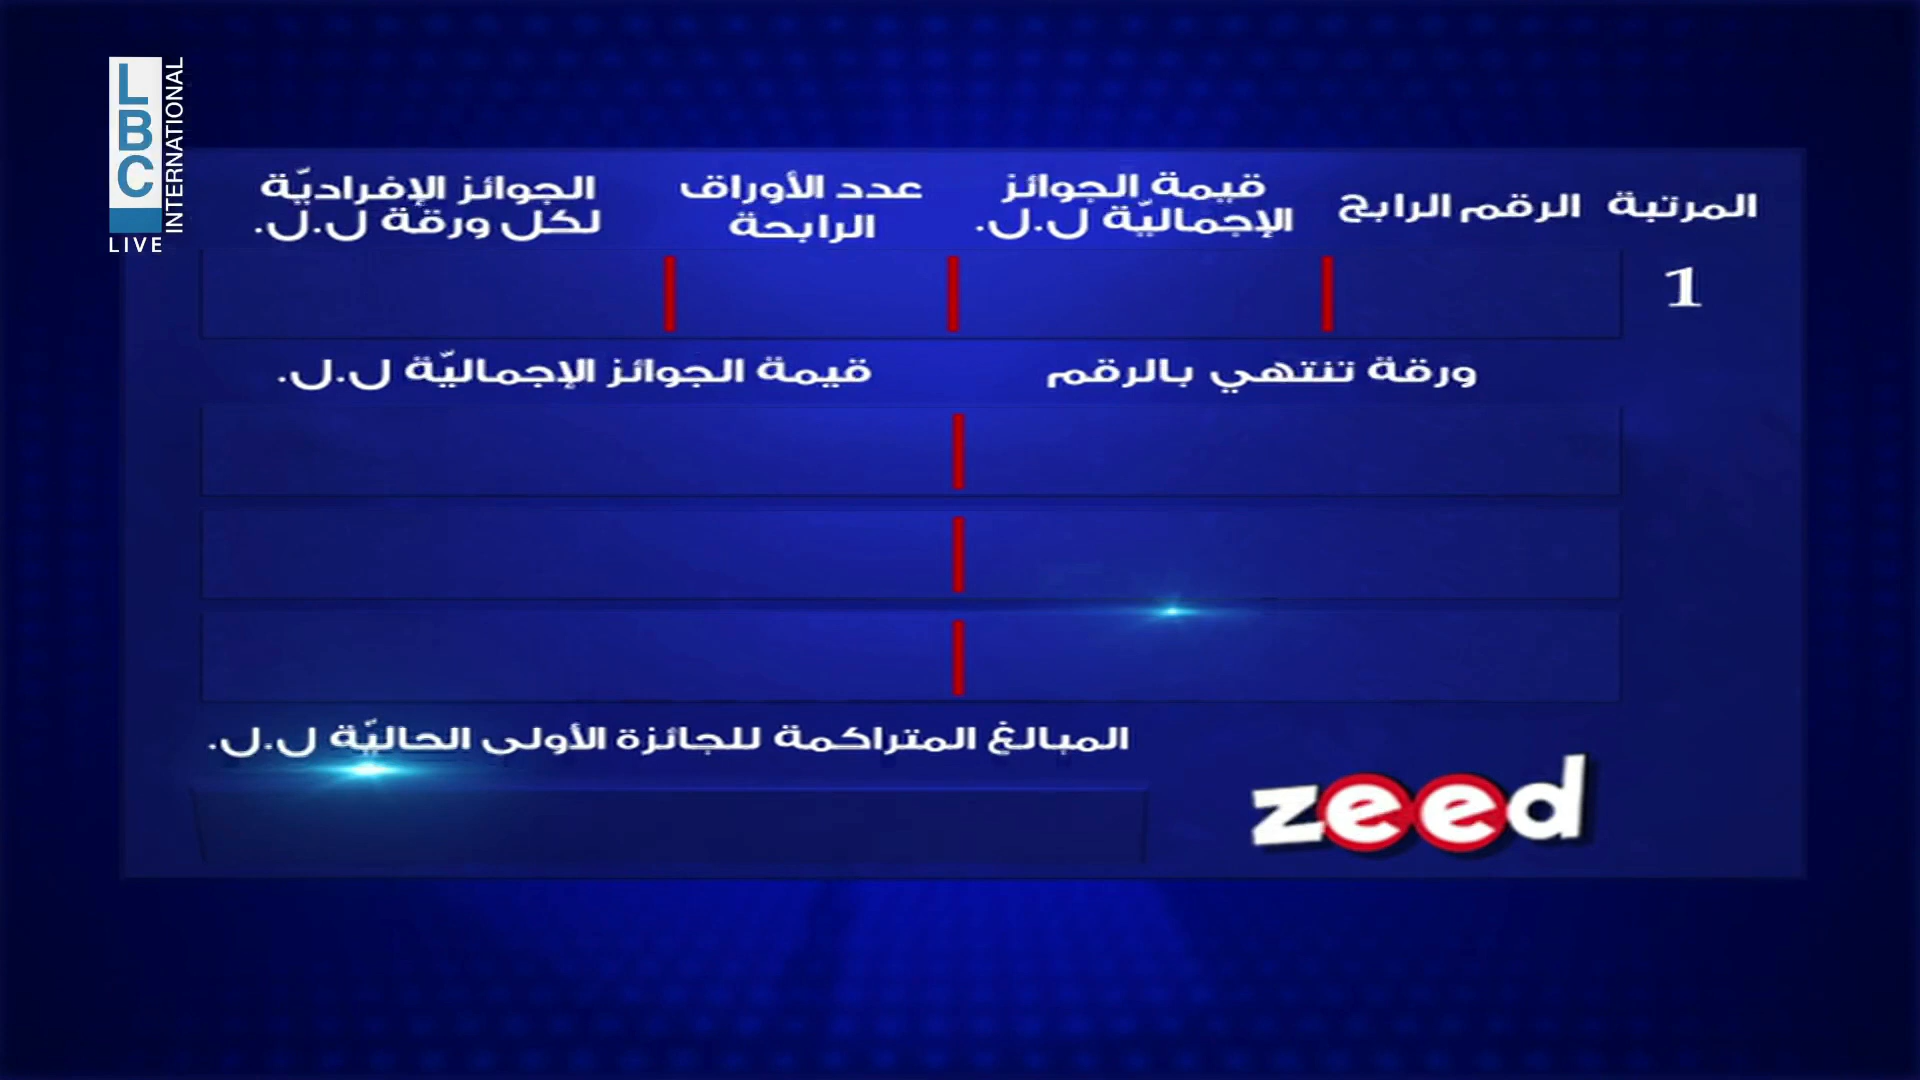 LBC
INTERNATIONAL
LIVE
المرتبة
الرقم الرابح
قيمة الجوائز
الإجماليّة ل.ل.
عدد الأوراق
الرابحة
الجوائز الإفراديّة
لكل ورقة ل.ل.
1
ورقة تنتهي بالرقم
قيمة الجوائز الإجماليّة ل.ل.
المبالغ المتراكمة للجائزة الأولى الحاليّة ل.ل.
zeed